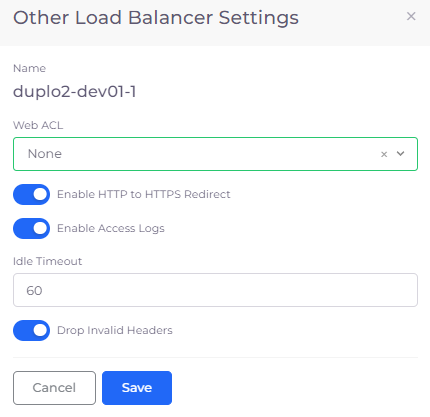 Other Load Balancer Settings
Name
duplo2-dev01-1
Web ACL
None
Enable HTTP to HTTPS Redirect
Enable Access Logs
Idle Timeout
60
Drop Invalid Headers
Cancel Save